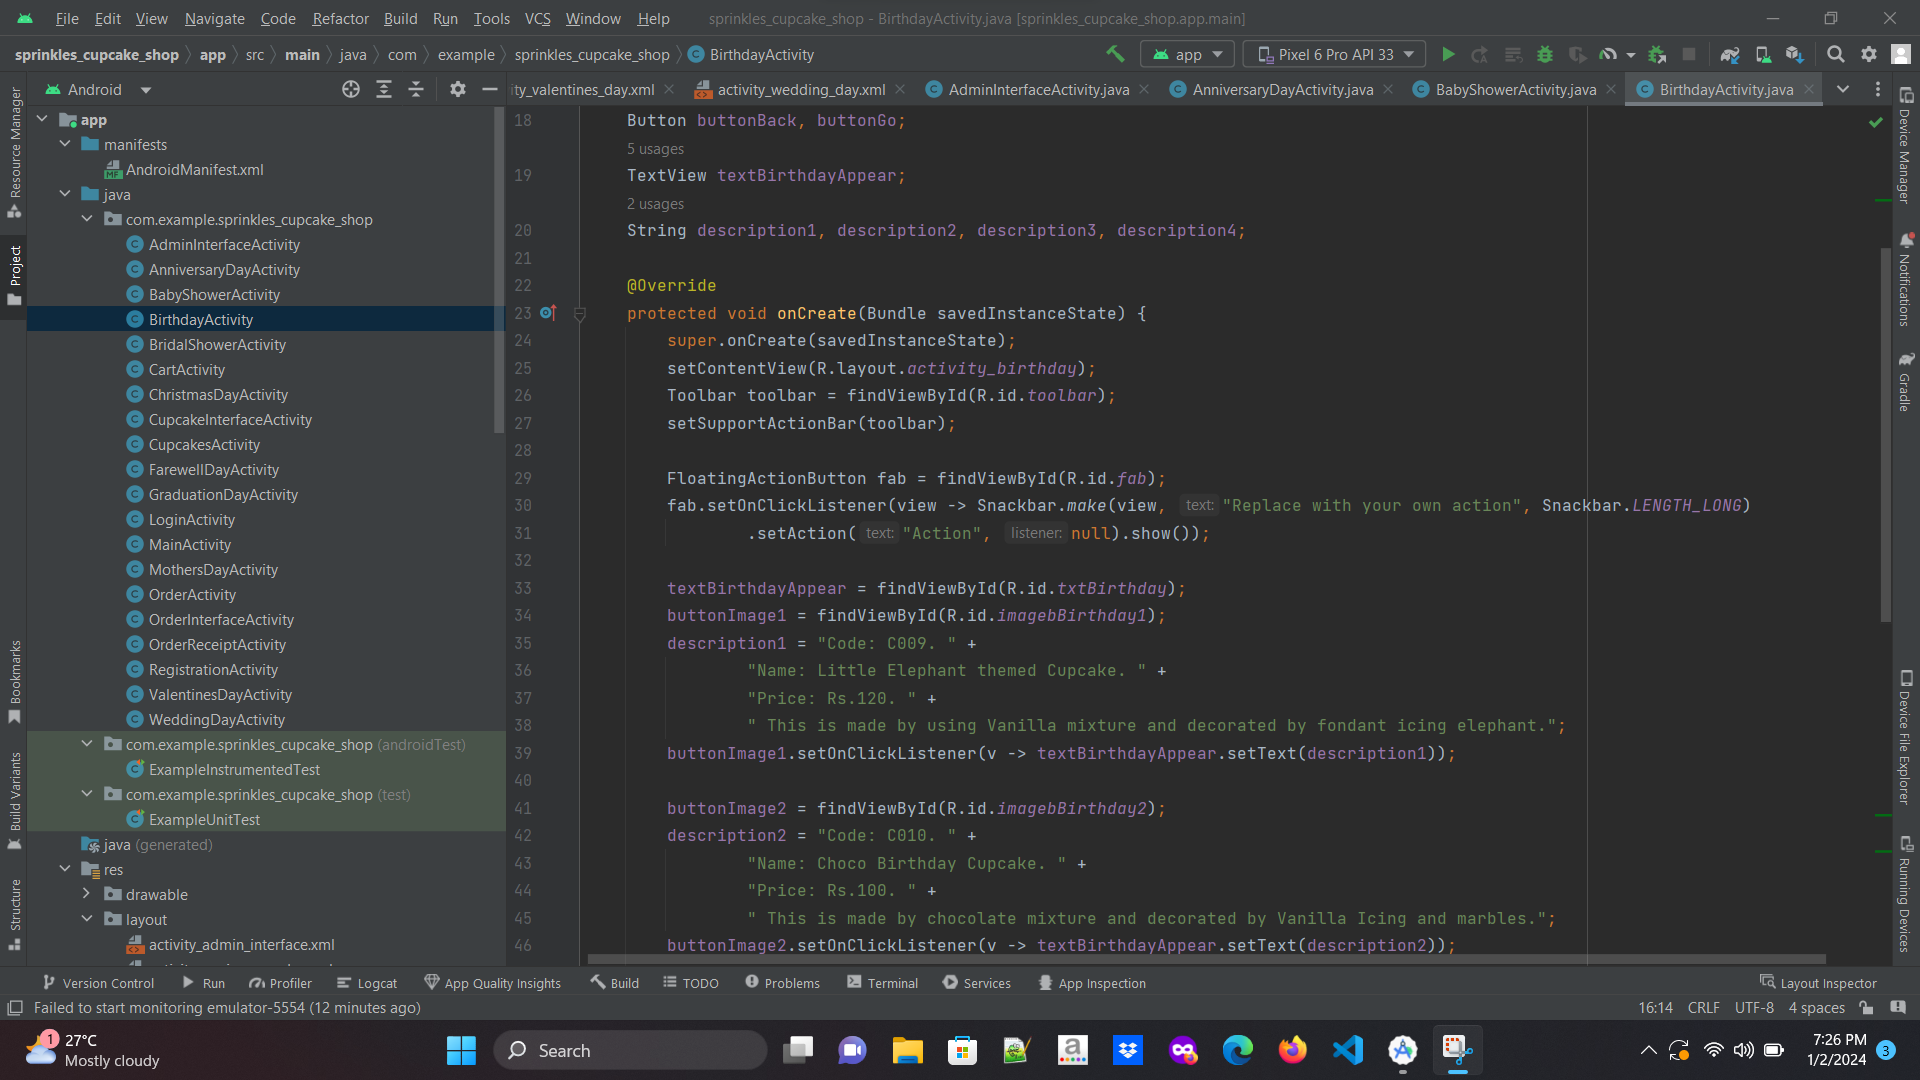 File Edit View Navigate Code Refactor Build Run Tools VCS Window Help sprinkles_cupcake_shop - BirthdayActivity.java [sprinkles_cupcake_shop.app.main]
sprinkles_cupcake_shop app src main java com example sprinkles_cupcake_shop BirthdayActivity app Pixel 6 Pro API 33
Android
ity_valentines_day.xml activity_wedding_day.xml AdminInterfaceActivity.java AnniversaryDayActivity.java BabyShowerActivity.java BirthdayActivity.java
Resource Manager
Project
Bookmarks
Build Variants
Structure
app
manifests
AndroidManifest.xml
java
com.example.sprinkles_cupcake_shop
AdminInterfaceActivity
AnniversaryDayActivity
BabyShowerActivity
BirthdayActivity
BridalShowerActivity
CartActivity
ChristmasDayActivity
CupcakeInterfaceActivity
CupcakesActivity
FarewellDayActivity
GraduationDayActivity
LoginActivity
MainActivity
MothersDayActivity
OrderActivity
OrderInterfaceActivity
OrderReceiptActivity
RegistrationActivity
ValentinesDayActivity
WeddingDayActivity
com.example.sprinkles_cupcake_shop (androidTest)
ExampleInstrumentedTest
com.example.sprinkles_cupcake_shop (test)
ExampleUnitTest
java (generated)
res
drawable
layout
activity_admin_interface.xml
18 Button buttonBack, buttonGo;
5 usages
19 TextView textBirthdayAppear;
2 usages
20 String description1, description2, description3, description4;
21
22 @Override
23 protected void onCreate(Bundle savedInstanceState) {
24 super.onCreate(savedInstanceState);
25 setContentView(R.layout.activity_birthday);
26 Toolbar toolbar = findViewById(R.id.toolbar);
27 setSupportActionBar(toolbar);
28
29 FloatingActionButton fab = findViewById(R.id.fab);
30 fab.setOnClickListener(view -> Snackbar.make(view, text: "Replace with your own action", Snackbar.LENGTH_LONG)
31 .setAction( text: "Action", listener: null).show());
32
33 textBirthdayAppear = findViewById(R.id.txtBirthday);
34 buttonImage1 = findViewById(R.id.imagebBirthday1);
35 description1 = "Code: C009. " +
36 "Name: Little Elephant themed Cupcake. " +
37 "Price: Rs.120. " +
38 " This is made by using Vanilla mixture and decorated by fondant icing elephant.";
39 buttonImage1.setOnClickListener(v -> textBirthdayAppear.setText(description1));
40
41 buttonImage2 = findViewById(R.id.imagebBirthday2);
42 description2 = "Code: C010. " +
43 "Name: Choco Birthday Cupcake. " +
44 "Price: Rs.100. " +
45 " This is made by chocolate mixture and decorated by Vanilla Icing and marbles.";
46 buttonImage2.setOnClickListener(v -> textBirthdayAppear.setText(description2));
Device Manager
Notifications
Gradle
Device File Explorer
Running Devices
Version Control Run Profiler Logcat App Quality Insights Build TODO Problems Terminal Services App Inspection Layout Inspector
Failed to start monitoring emulator-5554 (12 minutes ago) 16:14 CRLF UTF-8 4 spaces
1 27°C
Mostly cloudy
Search
7:26 PM
1/2/2024 3